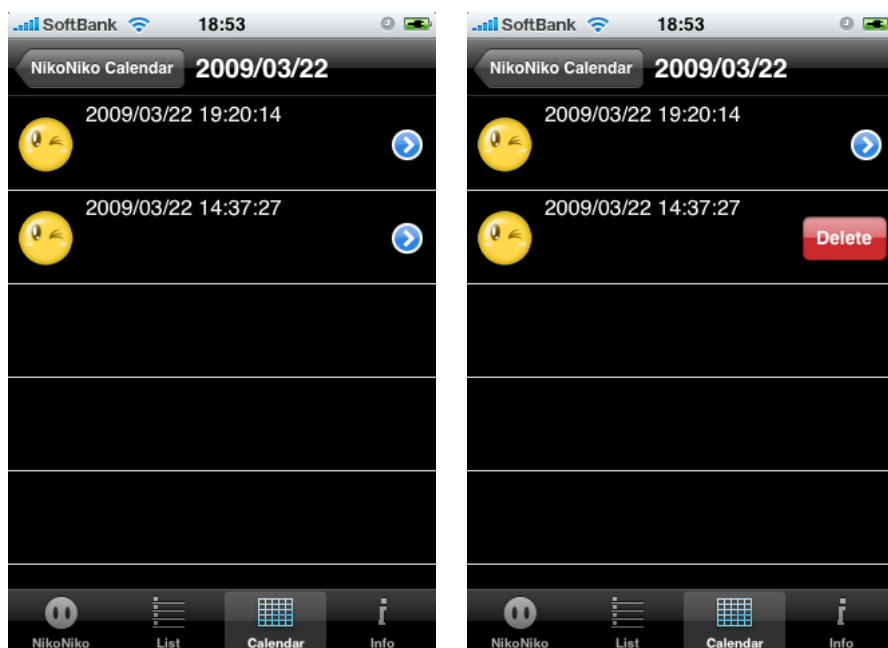 SoftBank 18:53
NikoNiko Calendar 2009/03/22
2009/03/22 19:20:14
2009/03/22 14:37:27
NikoNiko List Calendar Info
SoftBank 18:53
NikoNiko Calendar 2009/03/22
2009/03/22 19:20:14
2009/03/22 14:37:27
Delete
NikoNiko List Calendar Info